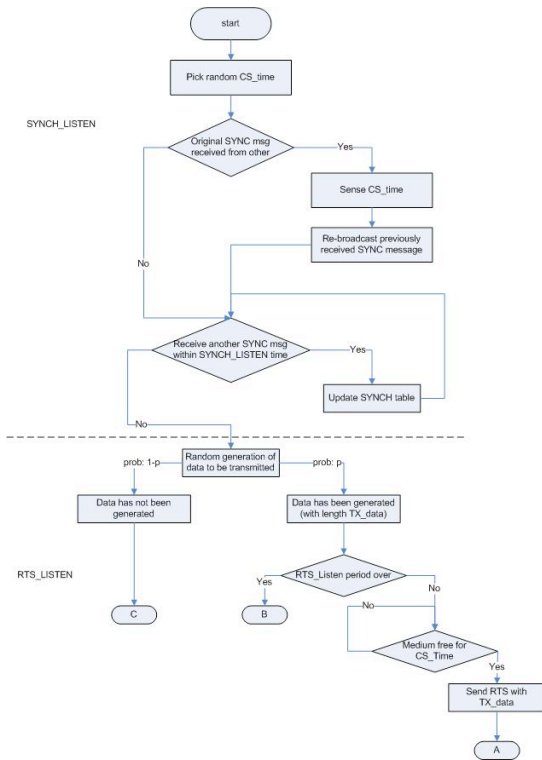 start
Pick random CS_time
SYNCH_LISTEN
Original SYNC msg
received from other
Yes
Sense CS_time
Re-broadcast previously
received SYNC message
No
Receive another SYNC msg
within SYNCH_LISTEN time
Yes
Update SYNCH table
No
Random generation of
data to be transmitted
prob: 1-p
prob: p
Data has not been
generated
Data has been generated
(with length TX_data)
RTS_LISTEN
RTS_Listen period over
Yes
No
C
B
No
Medium free for
CS_Time
Yes
Send RTS with
TX_data
A